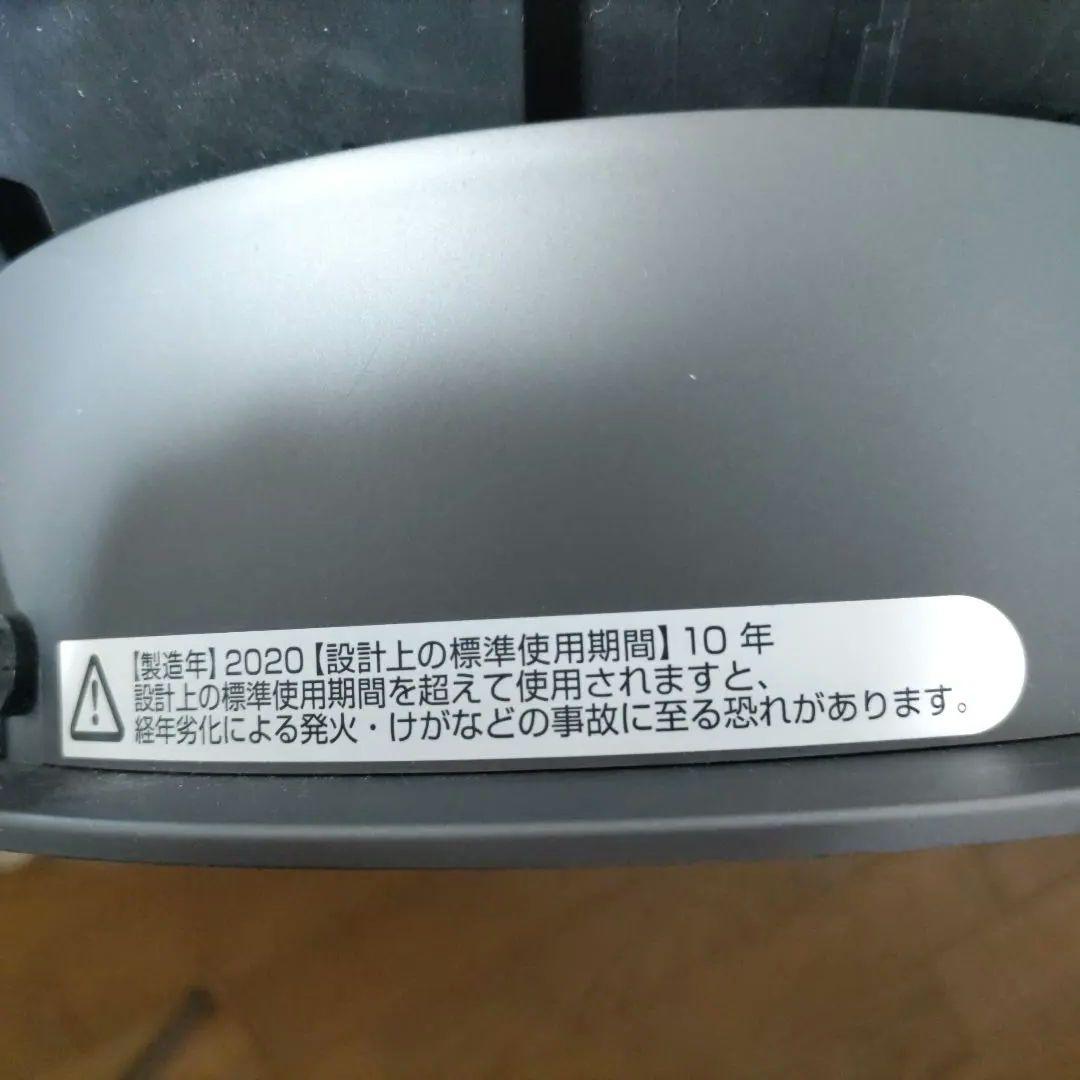 【製造年】2020【設計上の標準使用期間】10 年
設計上の標準使用期間を超えて使用されますと、
経年劣化による発火・けがなどの事故に至る恐れがあります。